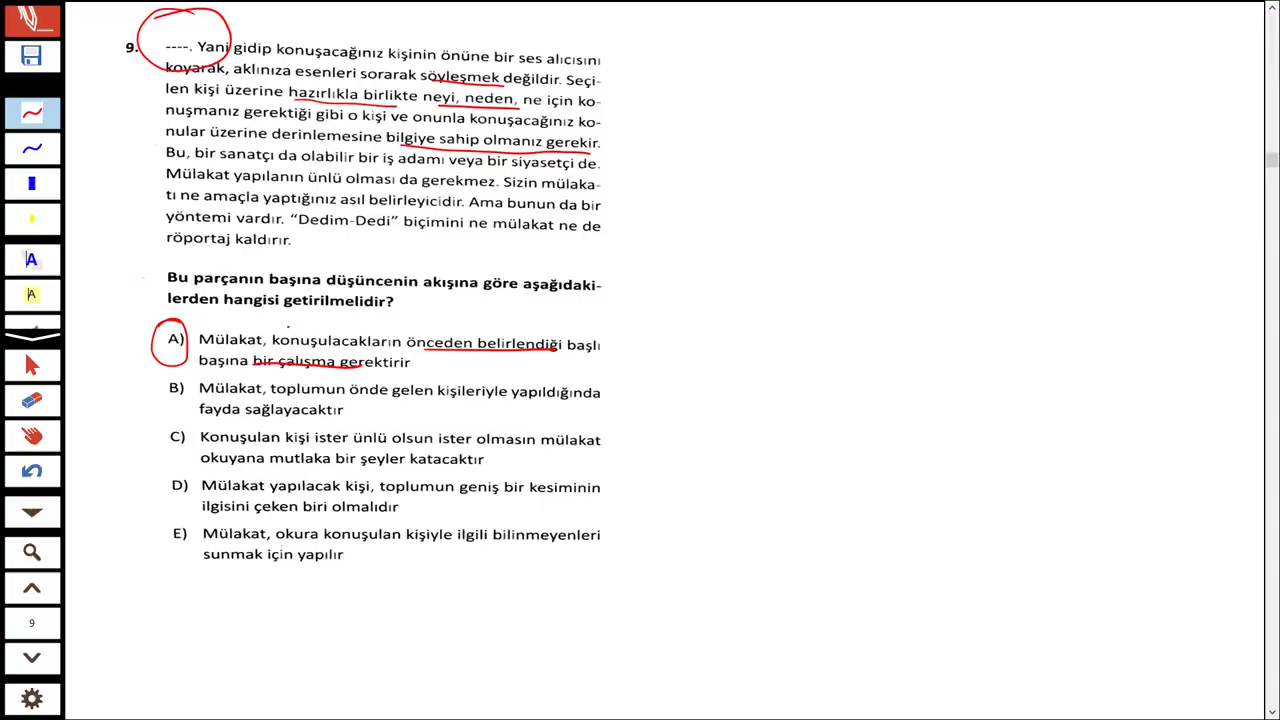 9. ----. Yani gidip konuşacağınız kişinin önüne bir ses alıcısını
koyarak, aklınıza esenleri sorarak söyleşmek değildir. Seçi-
len kişi üzerine hazırlıkla birlikte neyi, neden, ne için ko-
nuşmanız gerektiği gibi o kişi ve onunla konuşacağınız ko-
nular üzerine derinlemesine bilgiye sahip olmanız gerekir.
Bu, bir sanatçı da olabilir bir iş adamı veya bir siyasetçi de.
Mülakat yapılanın ünlü olması da gerekmez. Sizin mülaka-
tı ne amaçla yaptığınız asıl belirleyicidir. Ama bunun da bir
yöntemi vardır. “Dedim-Dedi” biçimini ne mülakat ne de
röportaj kaldırır.
Bu parçanın başına düşüncenin akışına göre aşağıdaki-
lerden hangisi getirilmelidir?
A) Mülakat, konuşulacakların önceden belirlendiği başlı
başına bir çalışma gerektirir
B) Mülakat, toplumun önde gelen kişileriyle yapıldığında
fayda sağlayacaktır
C) Konuşulan kişi ister ünlü olsun ister olmasın mülakat
okuyana mutlaka bir şeyler katacaktır
D) Mülakat yapılacak kişi, toplumun geniş bir kesiminin
ilgisini çeken biri olmalıdır
E) Mülakat, okura konuşulan kişiyle ilgili bilinmeyenleri
sunmak için yapılır
A
A
9